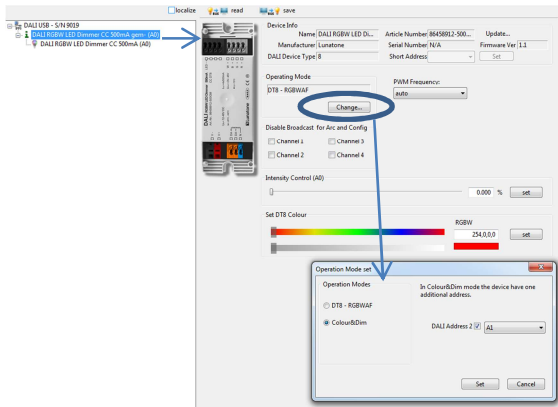 localize read save
DALI USB - S/N 9019
DALI RGBW LED Dimmer CC 500mA gem- (A0)
DALI RGBW LED Dimmer CC 500mA (A0)
Device Info
Name DALI RGBW LED Di... Article Number 86458912-500... Update...
Manufacturer Lunatone Serial Number N/A Firmware Ver 1.1
DALI Device Type 8 Short Address Set
Operating Mode
DT8 - RGBWAF
Change...
PWM Frequency:
auto
Disable Broadcast for Arc and Config
Channel 1 Channel 3
Channel 2 Channel 4
Intensity Control (A0)
0.000 % set
Set DT8 Colour
RGBW
254,0,0,0 set
Operation Mode set
Operation Modes
DT8 - RGBWAF
Colour&Dim
In Colour&Dim mode the device have one
additional address.
DALI Address 2 A1
Set Cancel